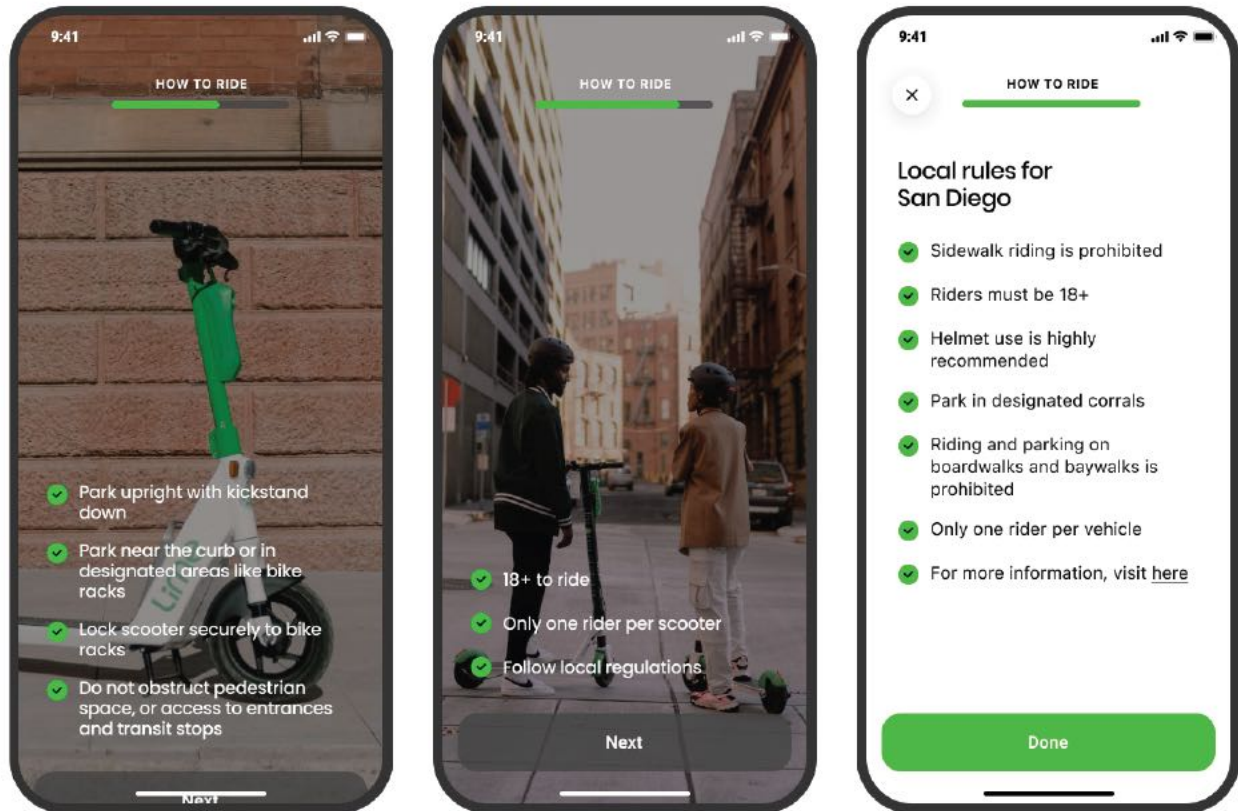 9:41
HOW TO RIDE
Park upright with kickstand
down
Park near the curb or in
designated areas like bike
racks
Lock scooter securely to bike
racks
Do not obstruct pedestrian
space, or access to entrances
and transit stops
Lime
Next
9:41
HOW TO RIDE
18+ to ride
Only one rider per scooter
Follow local regulations
Next
9:41
HOW TO RIDE
Local rules for
San Diego
Sidewalk riding is prohibited
Riders must be 18+
Helmet use is highly
recommended
Park in designated corrals
Riding and parking on
boardwalks and baywalks is
prohibited
Only one rider per vehicle
For more information, visit here
Done